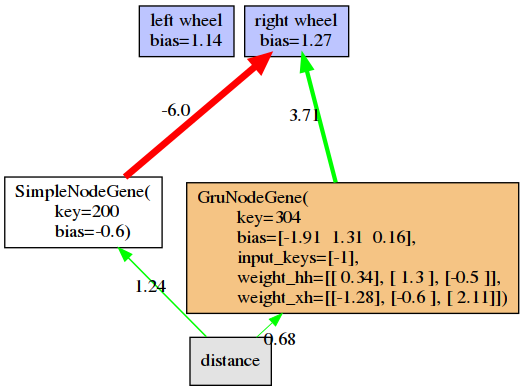 left wheel
bias=1.14
right wheel
bias=1.27
-6.0
3.71
SimpleNodeGene(
key=200
bias=-0.6)
GruNodeGene(
key=304
bias=[-1.91 1.31 0.16],
input_keys=[-1],
weight_hh=[[ 0.34], [ 1.3 ], [-0.5 ]],
weight_xh=[[-1.28], [-0.6 ], [ 2.11]])
1.24
0.68
distance